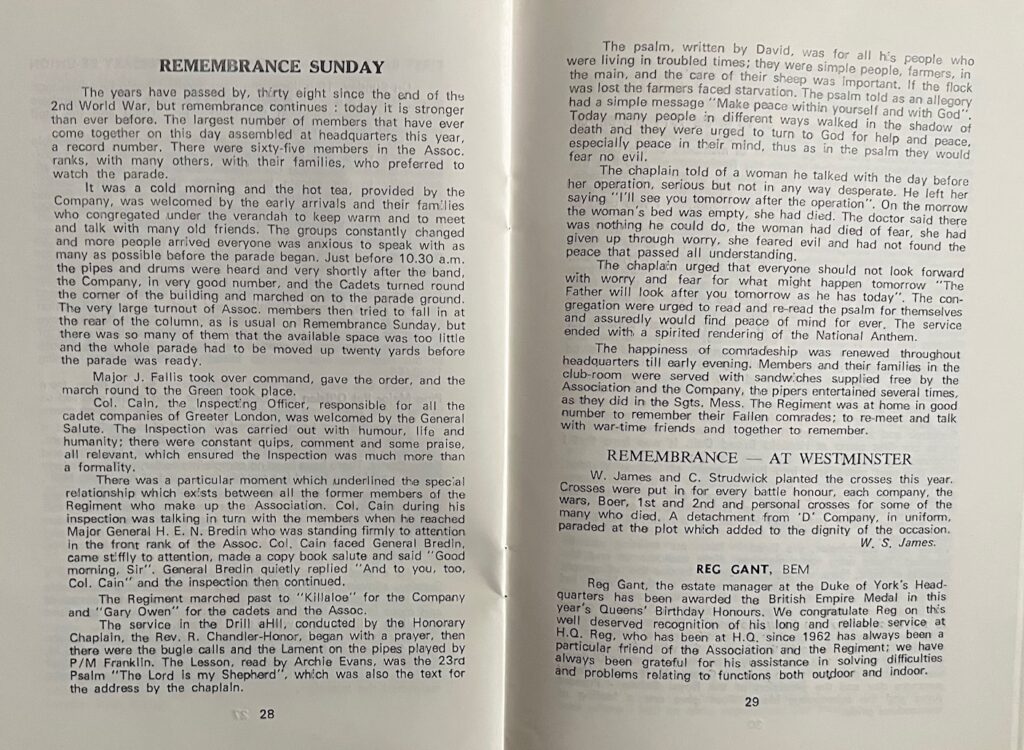 REMEMBRANCE SUNDAY
The years have passed by, thirty eight since the end of the
2nd World War, but remembrance continues : today it is stronger
than ever before. The largest number of members that have ever
come together on this day assembled at headquarters this year,
a record number. There were sixty-five members in the Assoc.
ranks, with many others, with their families, who preferred to
watch the parade.
It was a cold morning and the hot tea, provided by the
Company, was welcomed by the early arrivals and their families
who congregated under the verandah to keep warm and to meet
and talk with many old friends. The groups constantly changed
and more people arrived everyone was anxious to speak with as
many as possible before the parade began. Just before 10.30 a.m.
the pipes and drums were heard and very shortly after the band,
the Company, in very good number, and the Cadets turned round
the corner of the building and marched on to the parade ground.
The very large turnout of Assoc. members then tried to fall in at
the rear of the column, as is usual on Remembrance Sunday, but
there was so many of them that the available space was too little
and the whole parade had to be moved up twenty yards before
the parade was ready.
Major J. Fallis took over command, gave the order, and the
march round to the Green took place.
Col. Cain, the Inspecting Officer, responsible for all the
cadet companies of Greeter London, was welcomed by the General
Salute. The Inspection was carried out with humour, life and
humanity; there were constant quips, comment and some praise,
all relevant, which ensured the Inspection was much more than
a formality.
There was a particular moment which underlined the special
relationship which exists between all the former members of the
Regiment who make up the Association. Col. Cain during his
inspection was talking in turn with the members when he reached
Major General H. E. N. Bredin who was standing firmly to attention
in the front rank of the Assoc. Col. Cain faced General Bredin,
came stiffly to attention, made a copy book salute and said "Good
morning, Sir". General Bredin quietly replied "And to you, too,
Col. Cain" and the inspection then continued.
The Regiment marched past to "Killaloe" for the Company
and "Gary Owen" for the cadets and the Assoc.
The service in the Drill aHll, conducted by the Honorary
Chaplain, the Rev. R. Chandler-Honor, began with a prayer, then
there were the bugle calls and the Lament on the pipes played by
P/M Franklin. The Lesson, read by Archie Evans, was the 23rd
Psalm "The Lord is my Shepherd", which was also the text for
the address by the chaplain.
28
The psalm, written by David, was for all his people who
were living in troubled times; they were simple people, farmers, in
the main, and the care of their sheep was important. If the flock
was lost the farmers faced starvation. The psalm told as an allegory
had a simple message "Make peace within yourself and with God".
Today many people in different ways walked in the shadow of
death and they were urged to turn to God for help and peace,
especially peace in their mind, thus as in the psalm they would
fear no evil.
The chaplain told of a woman he talked with the day before
her operation, serious but not in any way desperate. He left her
saying "I'll see you tomorrow after the operation". On the morrow
the woman's bed was empty, she had died. The doctor said there
was nothing he could do, the woman had died of fear, she had
given up through worry, she feared evil and had not found the
peace that passed all understanding.
The chaplain urged that everyone should not look forward
with worry and fear for what might happen tomorrow "The
Father will look after you tomorrow as he has today". The con-
gregation were urged to read and re-read the psalm for themselves
and assuredly would find peace of mind for ever. The service
ended with a spirited rendering of the National Anthem.
The happiness of comradeship was renewed throughout
headquarters till early evening. Members and their families in the
club-room were served with sandwiches supplied free by the
Association and the Company, the pipers entertained several times,
as they did in the Sgts. Mess. The Regiment was at home in good
number to remember their Fallen Comrades; to re-meet and talk
with war-time friends and together to remember.
REMEMBRANCE — AT WESTMINSTER
W. James and C. Strudwick planted the crosses this year.
Crosses were put in for every battle honour, each company, the
wars, Boer, 1st and 2nd and personal crosses for some of the
many who died. A detachment from 'D' Company, in uniform,
paraded at the plot which added to the dignity of the occasion.
W. S. James.
REG GANT, BEM
Reg Gant, the estate manager at the Duke of York's Head-
quarters has been awarded the British Empire Medal in this
year's Queens' Birthday Honours. We congratulate Reg on this
well deserved recognition of his long and reliable service at
H.Q. Reg, who has been at H.Q. since 1962 has always been a
particular friend of the Association and the Regiment; we have
always been grateful for his assistance in solving difficulties
and problems relating to functions both outdoor and indoor.
29